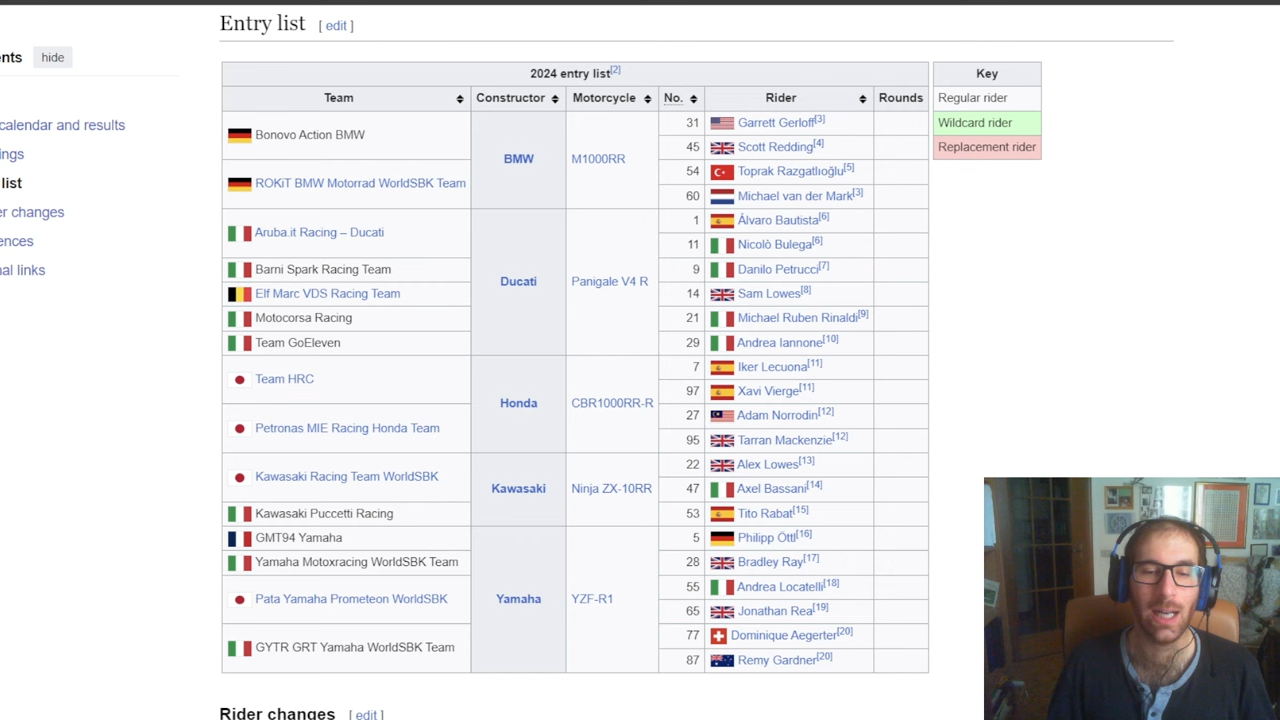 Entry list [ edit ]
ents hide
calendar and results
ings
list
er changes
ences
nal links
2024 entry list[2]
Team Constructor Motorcycle No. Rider Rounds
Bonovo Action BMW BMW M1000RR 31 Garrett Gerloff[3]
45 Scott Redding[4]
ROKiT BMW Motorrad WorldSBK Team 54 Toprak Razgatlıoğlu[5]
60 Michael van der Mark[3]
Aruba.it Racing – Ducati Ducati Panigale V4 R 1 Álvaro Bautista[6]
11 Nicolò Bulega[6]
Barni Spark Racing Team 9 Danilo Petrucci[7]
Elf Marc VDS Racing Team 14 Sam Lowes[8]
Motocorsa Racing 21 Michael Ruben Rinaldi[9]
Team GoEleven 29 Andrea Iannone[10]
Team HRC Honda CBR1000RR-R 7 Iker Lecuona[11]
97 Xavi Vierge[11]
Petronas MIE Racing Honda Team 27 Adam Norrodin[12]
95 Tarran Mackenzie[12]
Kawasaki Racing Team WorldSBK Kawasaki Ninja ZX-10RR 22 Alex Lowes[13]
47 Axel Bassani[14]
Kawasaki Puccetti Racing 53 Tito Rabat[15]
GMT94 Yamaha Yamaha YZF-R1 5 Philipp Öttl[16]
Yamaha Motoxracing WorldSBK Team 28 Bradley Ray[17]
Pata Yamaha Prometeon WorldSBK 55 Andrea Locatelli[18]
65 Jonathan Rea[19]
GYTR GRT Yamaha WorldSBK Team 77 Dominique Aegerter[20]
87 Remy Gardner[20]
Key
Regular rider
Wildcard rider
Replacement rider
Rider changes [ edit ]